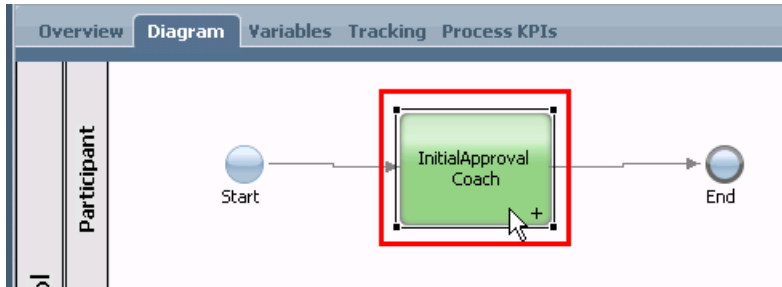 Overview Diagram Variables Tracking Process KPIs
Participant
InitialApproval
Coach
+
Start
End